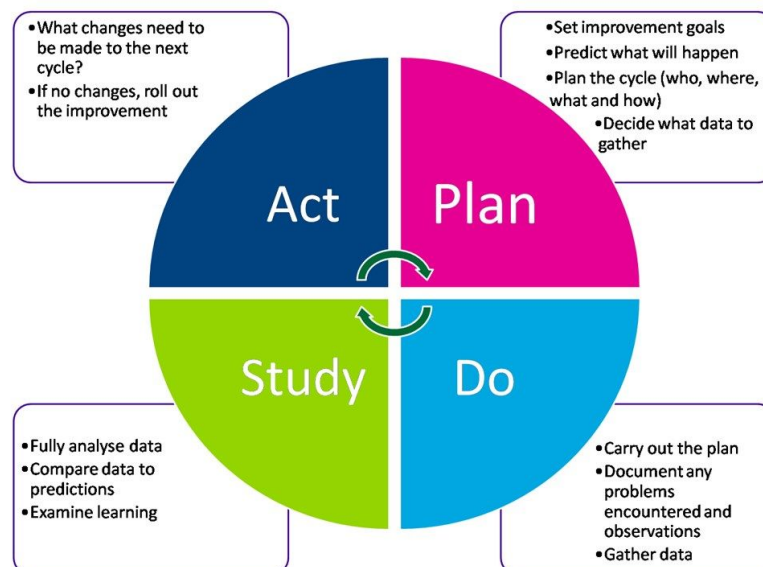 •What changes need to
be made to the next
cycle?
•If no changes, roll out
the improvement
•Set improvement goals
•Predict what will happen
•Plan the cycle (who, where,
what and how)
•Decide what data to
gather
Act
Plan
Study
Do
•Fully analyse data
•Compare data to
predictions
•Examine learning
•Carry out the plan
•Document any
problems
encountered and
observations
•Gather data